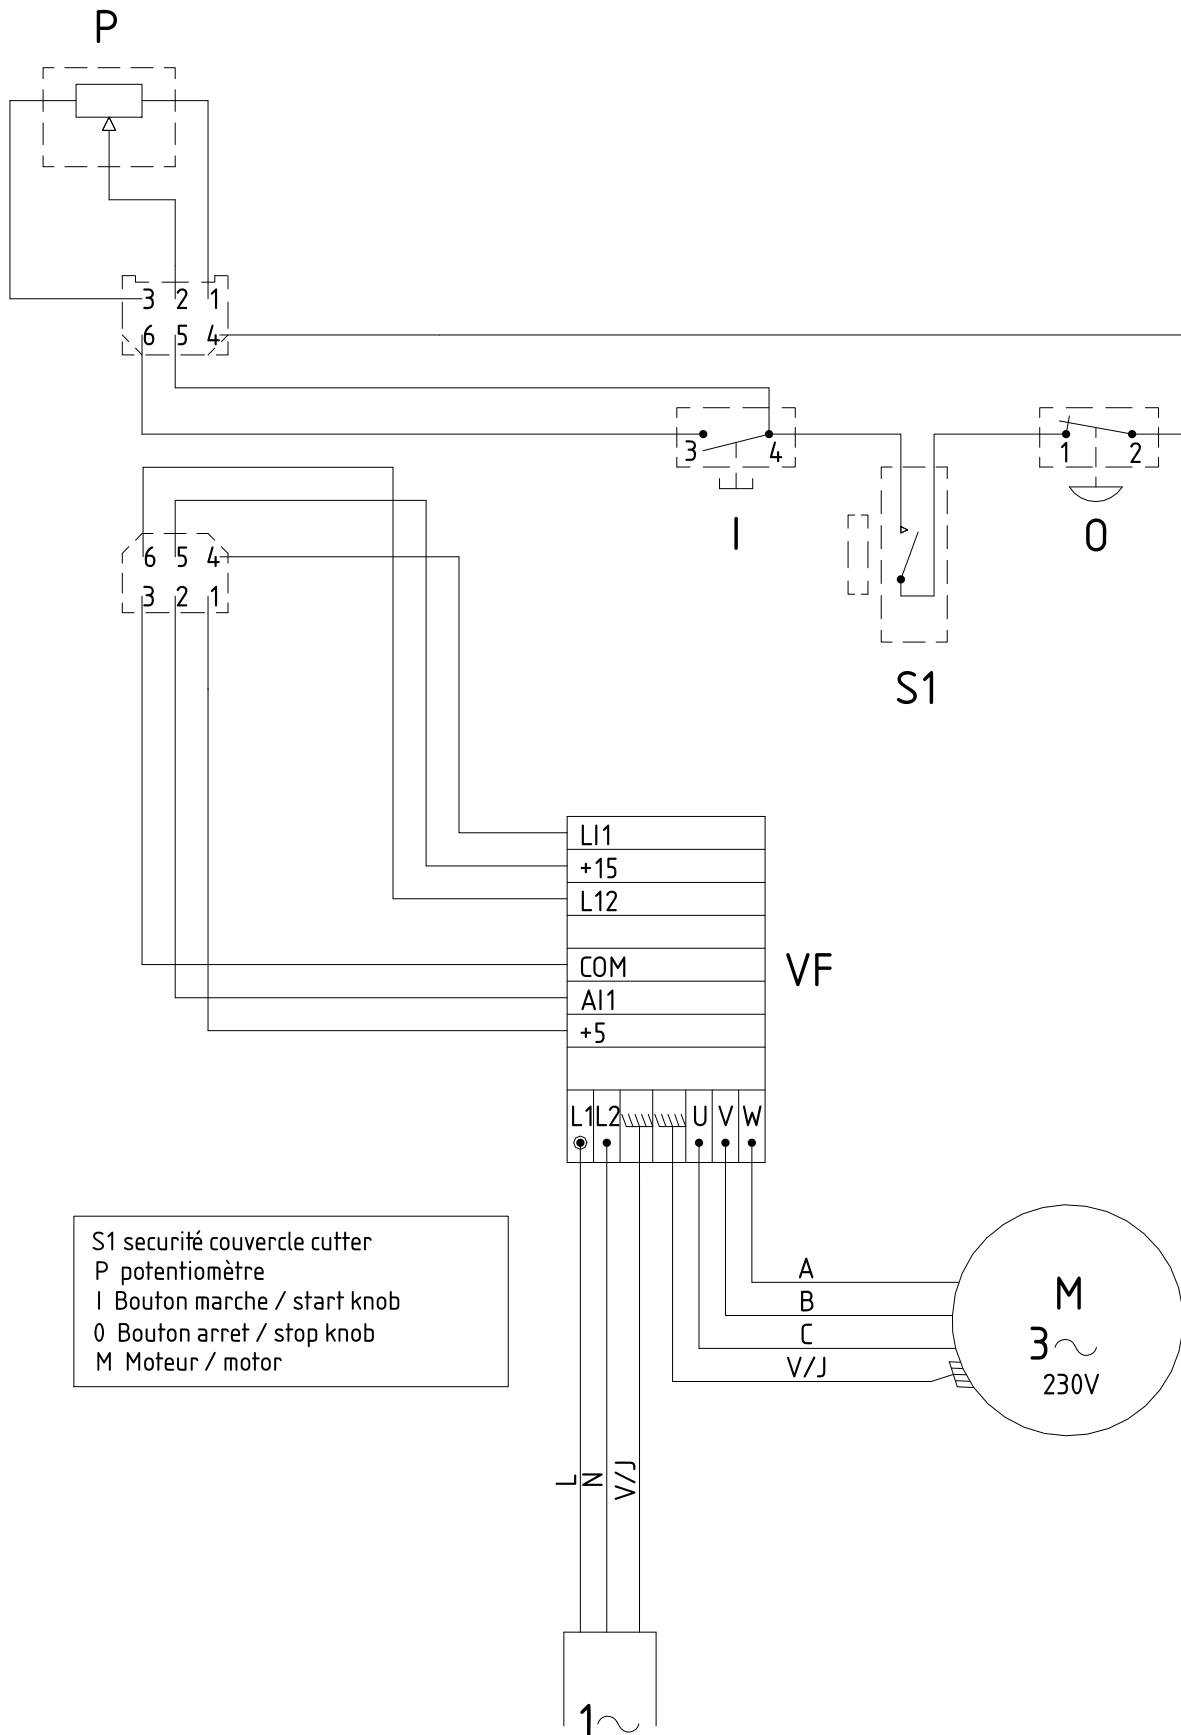 P
3 2 1
6 5 4
3 4
1 2
I
O
6 5 4
3 2 1
S1
LI1
+15
L12
COM
VF
AI1
+5
L1 L2 U V W
S1 securité couvercle cutter
P potentiomètre
I Bouton marche / start knob
O Bouton arret / stop knob
M Moteur / motor
A
B
C
V/J
M
3~
230V
L
N
V/J
1~